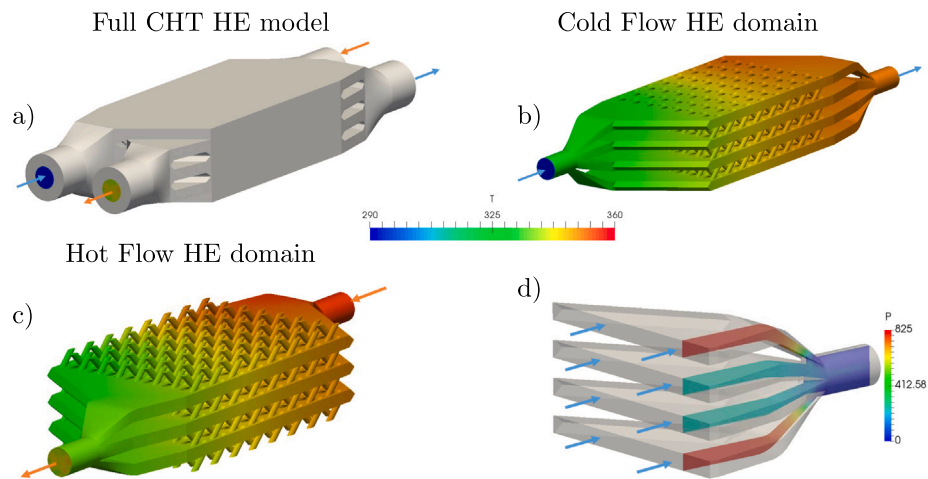 Full CHT HE model
Cold Flow HE domain
a)
b)
T
290 325 360
Hot Flow HE domain
c)
d)
P
825
412.58
0